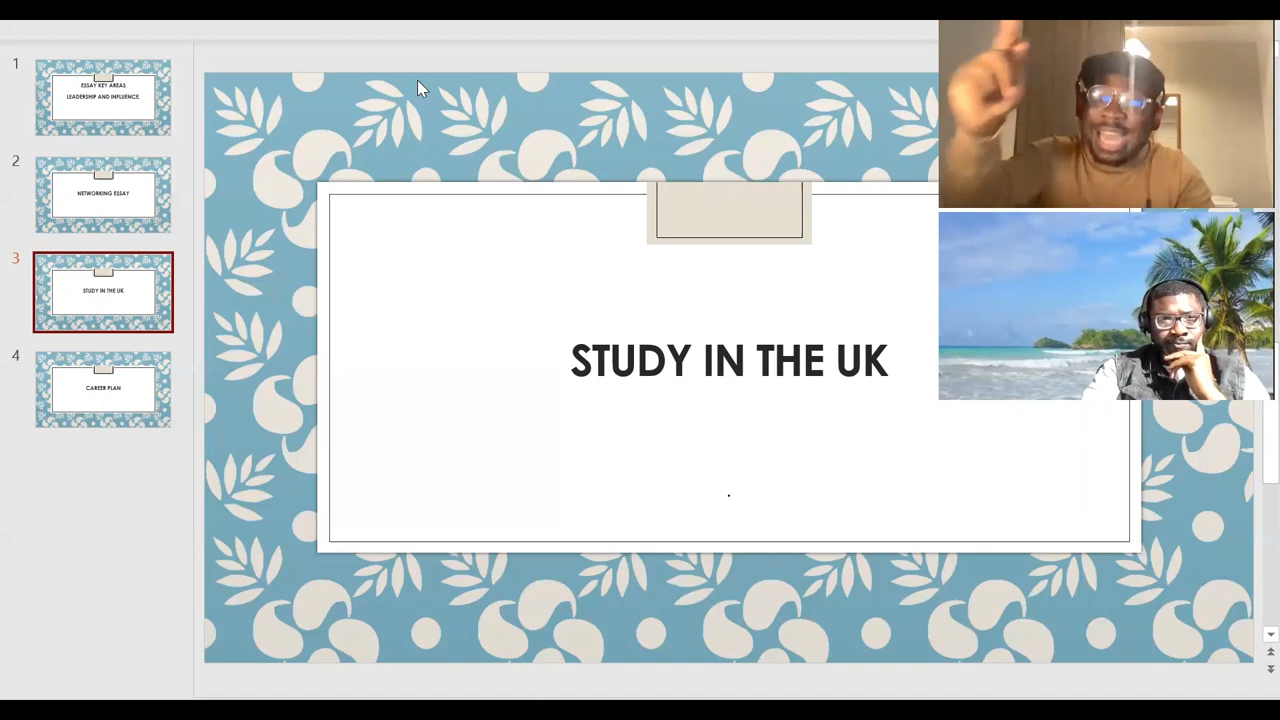 1
ESSAY KEY AREAS
LEADERSHIP AND INFLUENCE.
2
NETWORKING ESSAY
3
STUDY IN THE UK
4
CAREER PLAN
STUDY IN THE UK
.